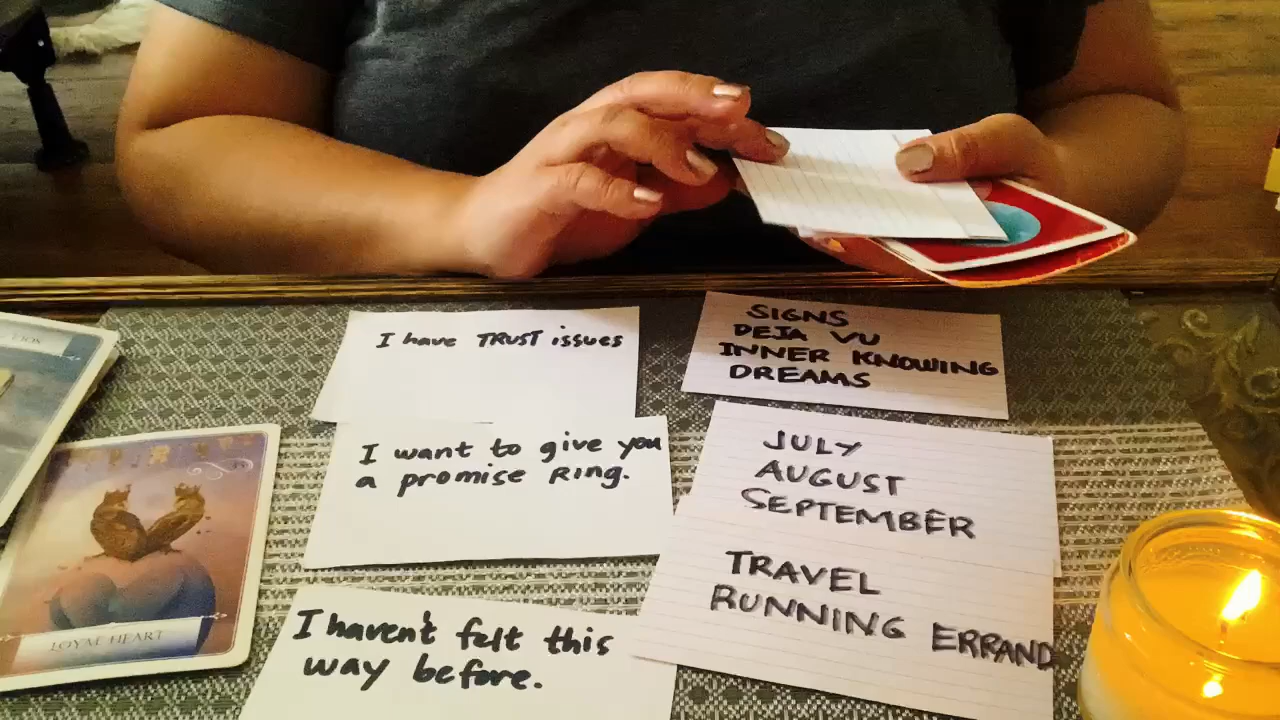 I have TRUST issues
I want to give you
a promise Ring.
I haven't felt this
way before.
SIGNS
DEJA VU
INNER KNOWING
DREAMS
JULY
AUGUST
SEPTEMBER
TRAVEL
RUNNING ERRAND
LOYAL HEART